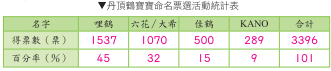 ▼丹頂鶴寶寶命名票選活動統計表
名字 哩鶴 六花/大希 佳鶴 KANO 合計
得票數(票) 1537 1070 500 289 3396
百分率(%) 45 32 15 9 101